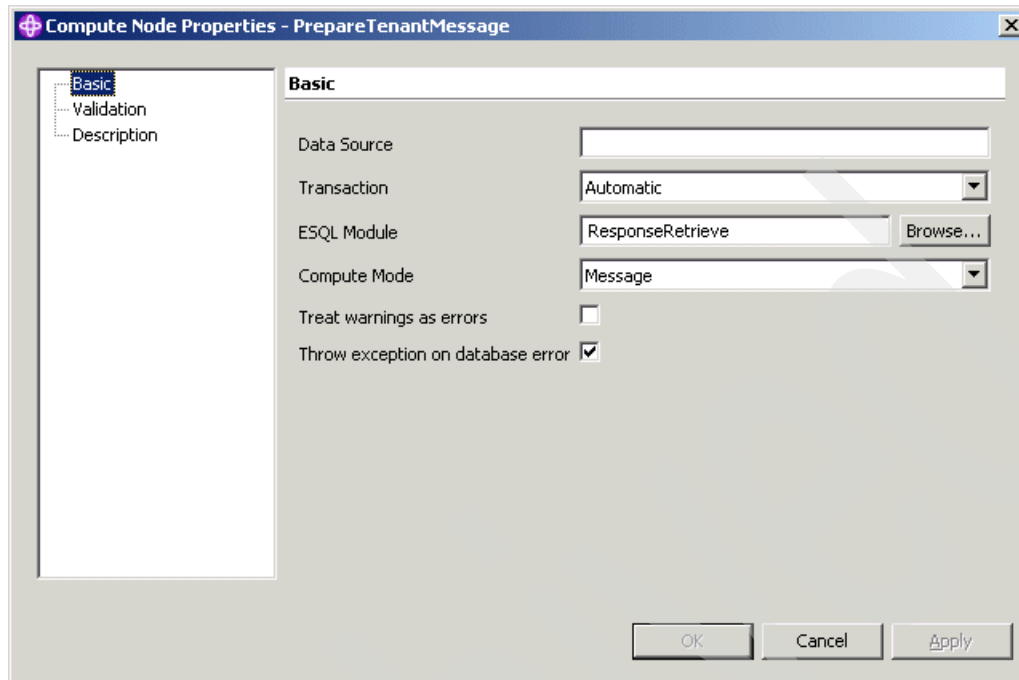 Compute Node Properties - PrepareTenantMessage
Basic
Validation
Description
Basic
Data Source
Transaction Automatic
ESQL Module ResponseRetrieve Browse...
Compute Mode Message
Treat warnings as errors
Throw exception on database error
OK Cancel Apply